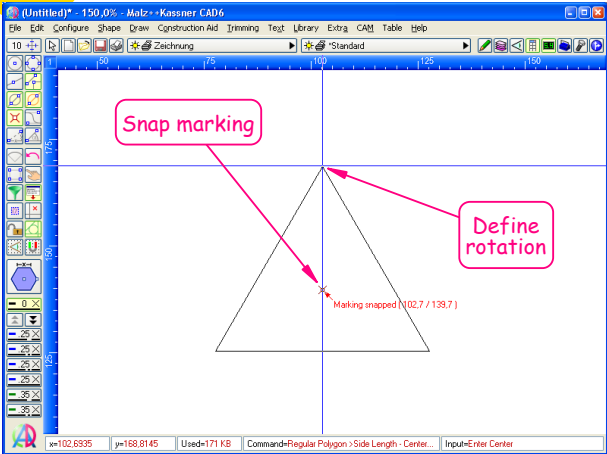 (Untitled)* - 150,0% - Malz++Kassner CAD6
File Edit Configure Shape Draw Construction Aid Trimming Text Library Extra CAM Table Help
10 Zeichnung *Standard
1 50 75 100 125 150
Snap marking
175
Define
rotation
150
Marking snapped ( 102,7 / 139,7 )
0
.25
.25
125
.25
.25
.35
.35
x=102,6935 y=168,8145 Used=171 KB Command=Regular Polygon >Side Length - Center... Input=Enter Center